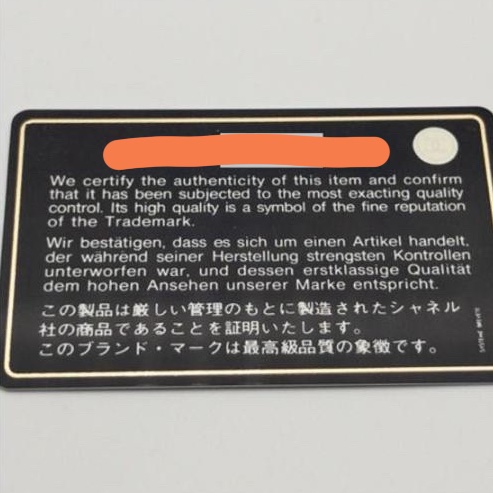 We certify the authenticity of this item and confirm
that it has been subjected to the most exacting quality
control. Its high quality is a symbol of the fine reputation
of the Trademark.
Wir bestätigen, dass es sich um einen Artikel handelt,
der während seiner Herstellung strengsten Kontrollen
unterworfen war, und dessen erstklassige Qualität
dem hohen Ansehen unserer Marke entspricht.
この製品は厳しい管理のもとに製造されたシャネル
社の商品であることを証明いたします。
このブランド・マークは最高級品質の象徴です。